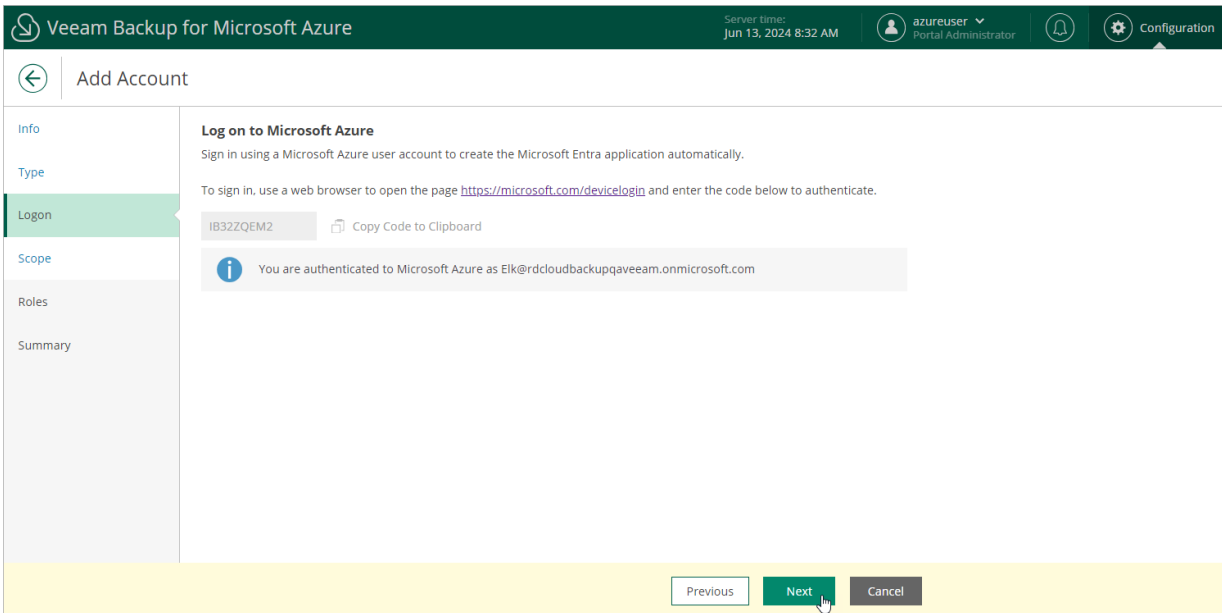 Veeam Backup for Microsoft Azure
Server time:
Jun 13, 2024 8:32 AM
azureuser
Portal Administrator
Configuration
Add Account
Info
Type
Logon
Scope
Roles
Summary
Log on to Microsoft Azure
Sign in using a Microsoft Azure user account to create the Microsoft Entra application automatically.
To sign in, use a web browser to open the page https://microsoft.com/devicelogin and enter the code below to authenticate.
IB32ZQEM2 Copy Code to Clipboard
You are authenticated to Microsoft Azure as Elk@rdcloudbackupqaveeam.onmicrosoft.com
Previous Next Cancel